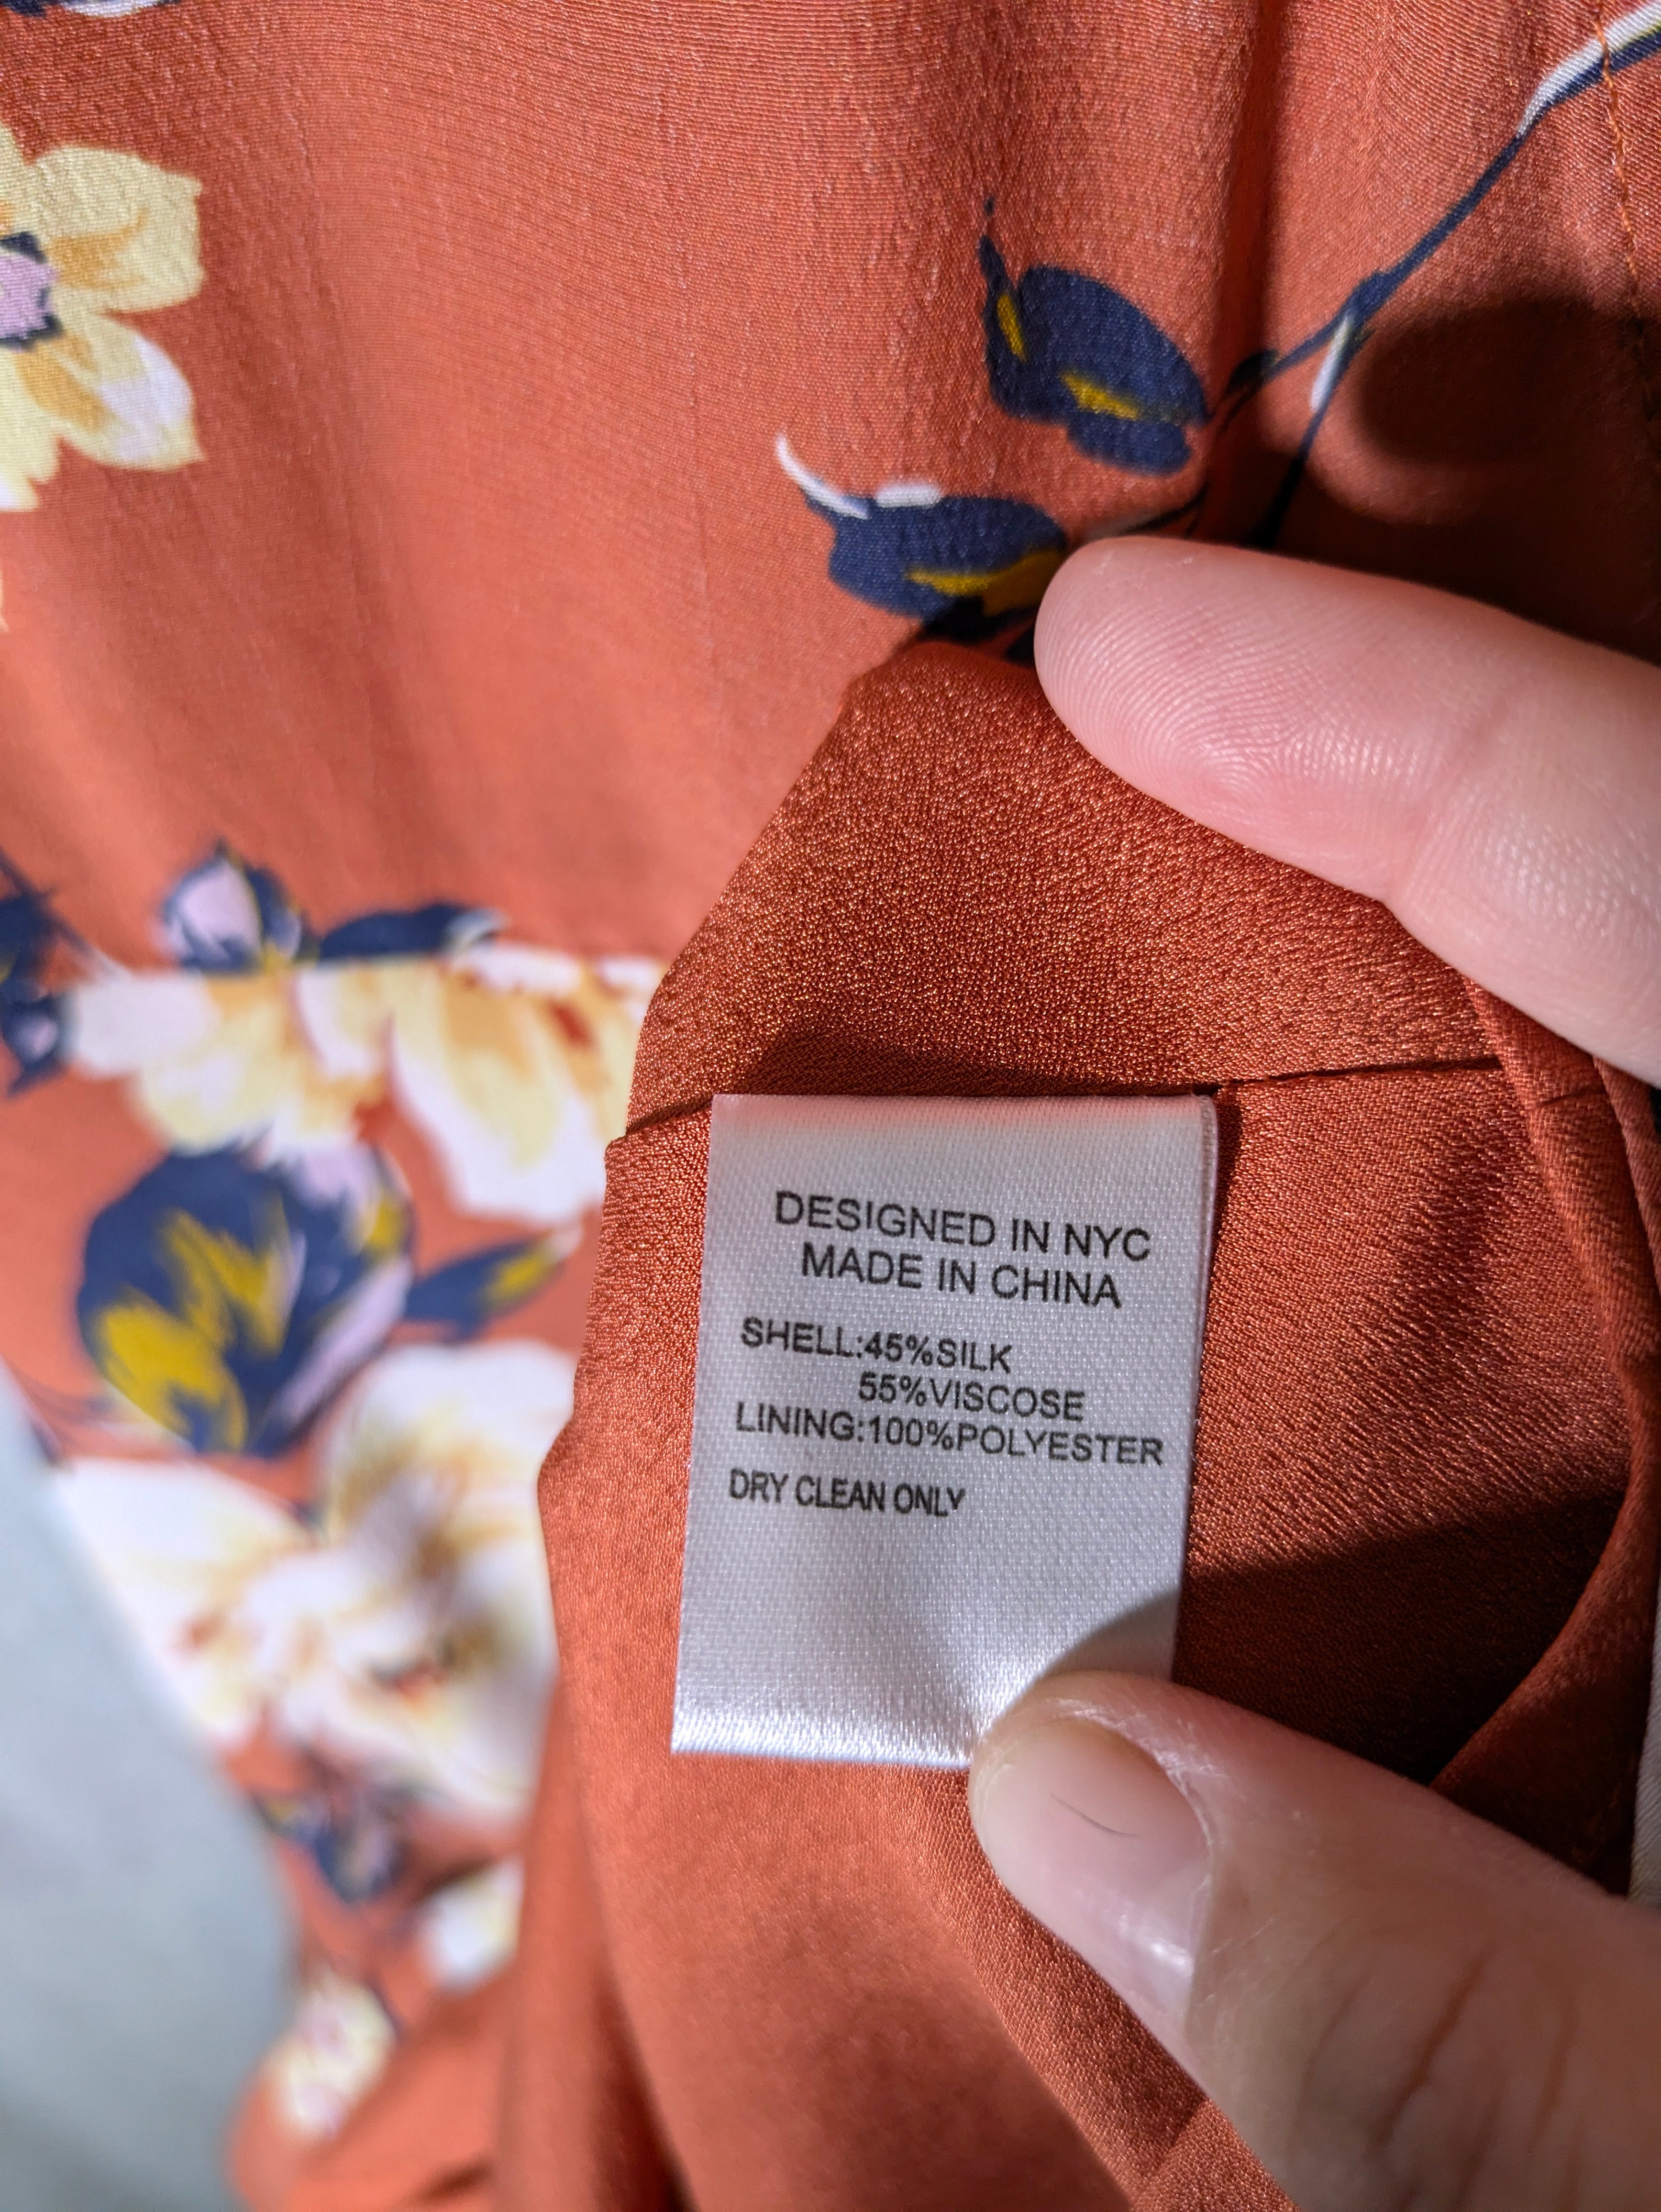 DESIGNED IN NYC
MADE IN CHINA
SHELL:45%SILK
55%VISCOSE
LINING:100%POLYESTER
DRY CLEAN ONLY